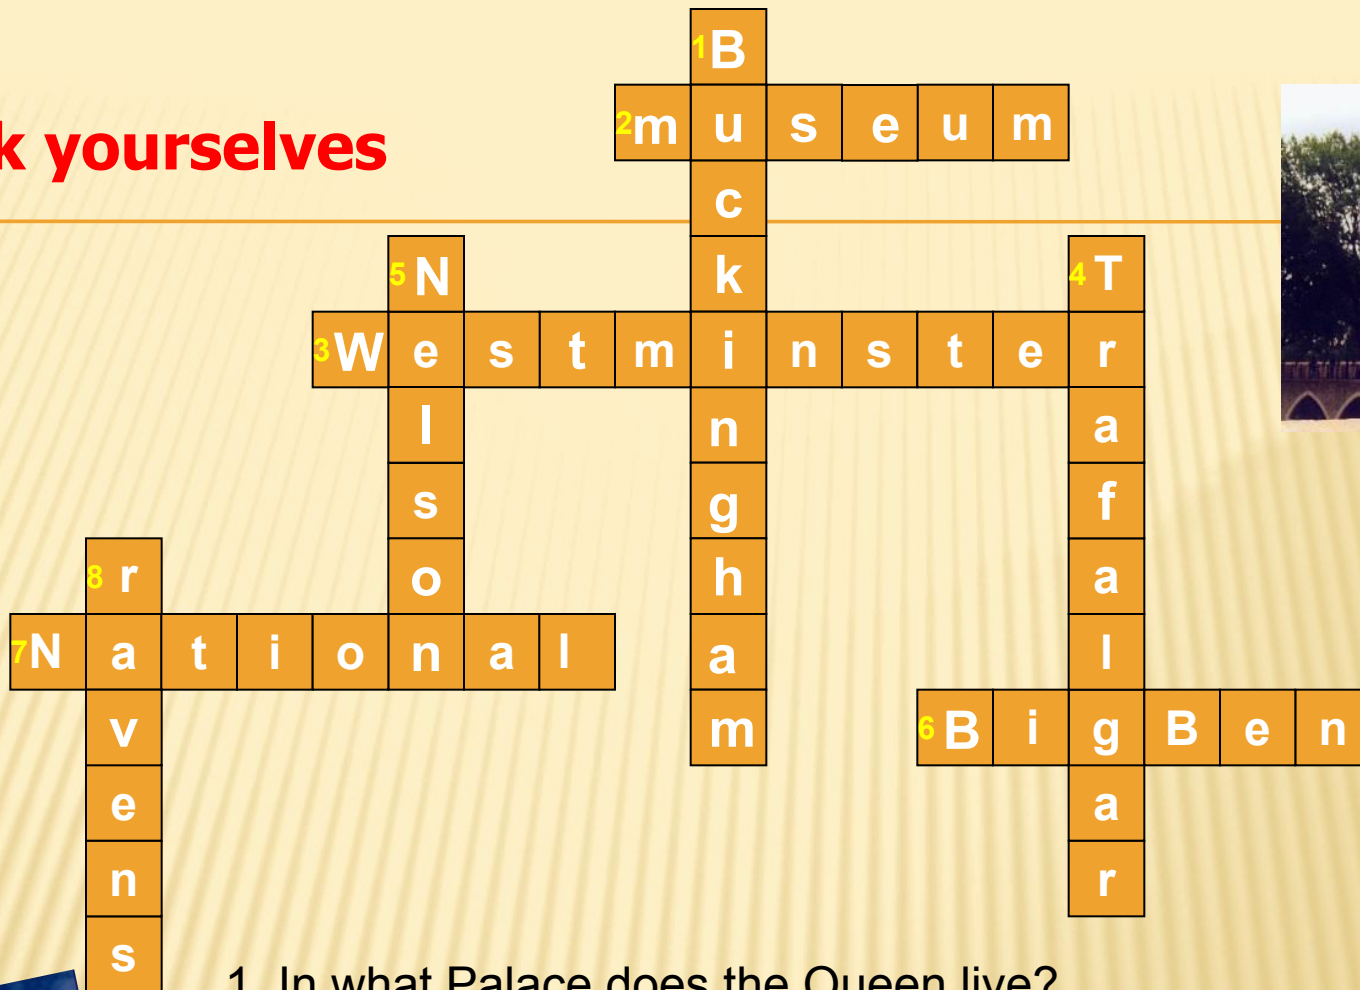 k yourselves
1 B u c k i n g h a m
2 m u s e u m
5 N e l s o n
4 T r a f a l g a r
3 W e s t m i n s t e r
8 r a v e n s
7 N a t i o n a l
6 B i g B e n
1. In what Palace does the Queen live?